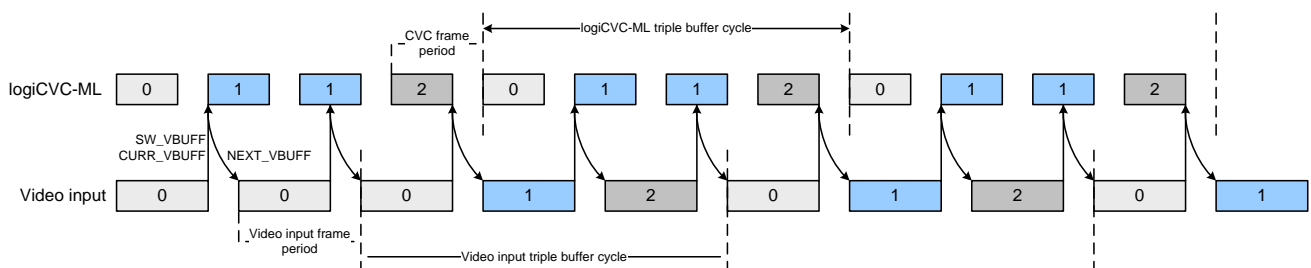 CVC frame
period
logiCVC-ML triple buffer cycle
logiCVC-ML
0
1
1
2
0
1
1
2
0
1
1
2
SW_VBUFF
CURR_VBUFF
NEXT_VBUFF
Video input
0
0
0
1
2
0
1
2
0
1
Video input frame
period
Video input triple buffer cycle